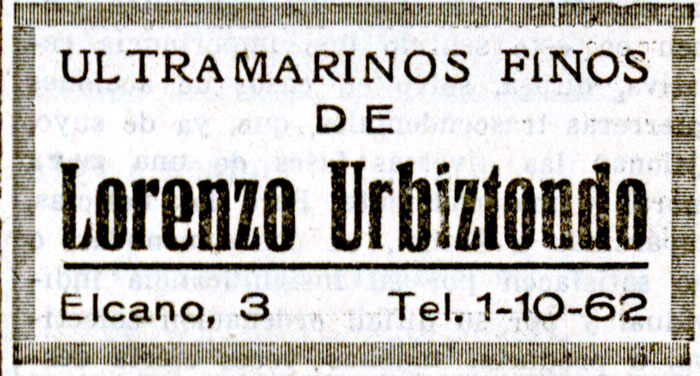 ULTRAMARINOS FINOS
DE
Lorenzo Urbiztondo
Elcano, 3 Tel. 1-10-62